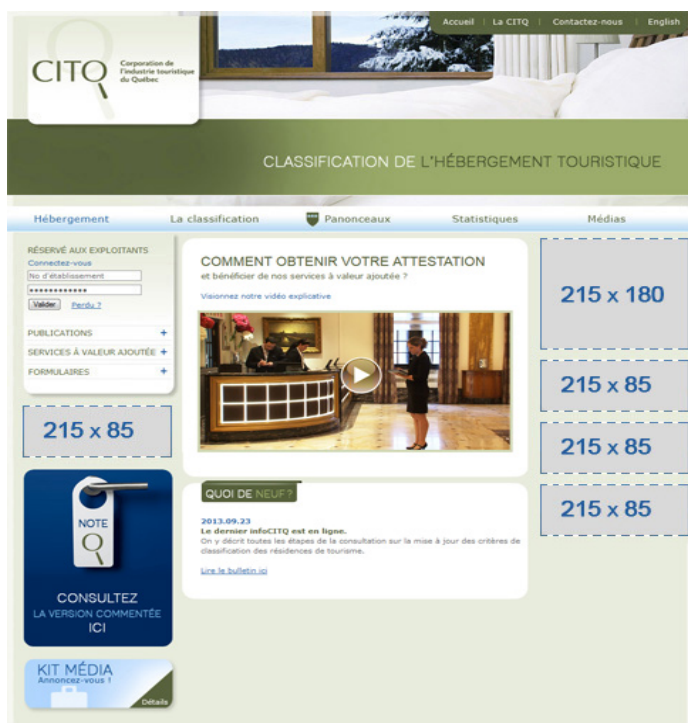 Accueil | La CITQ | Contactez-nous | English
CITQ
Corporation de
l'industrie touristique
du Québec
CLASSIFICATION DE L'HÉBERGEMENT TOURISTIQUE
Hébergement
La classification
Panonceaux
Statistiques
Médias
RÉSERVÉ AUX EXPLOITANTS
Connectez-vous
No d'établissement
************
Valider
Perdu ?
PUBLICATIONS +
SERVICES À VALEUR AJOUTÉE +
FORMULAIRES +
215 x 85
NOTE
CONSULTEZ
LA VERSION COMMENTÉE
ICI
KIT MÉDIA
Annoncez-vous !
Détails
COMMENT OBTENIR VOTRE ATTESTATION
et bénéficier de nos services à valeur ajoutée ?
Visionnez notre vidéo explicative
QUOI DE NEUF?
2013.09.23
Le dernier infoCITQ est en ligne.
On y décrit toutes les étapes de la consultation sur la mise à jour des critères de
classification des résidences de tourisme.
Lire le bulletin ici
215 x 180
215 x 85
215 x 85
215 x 85